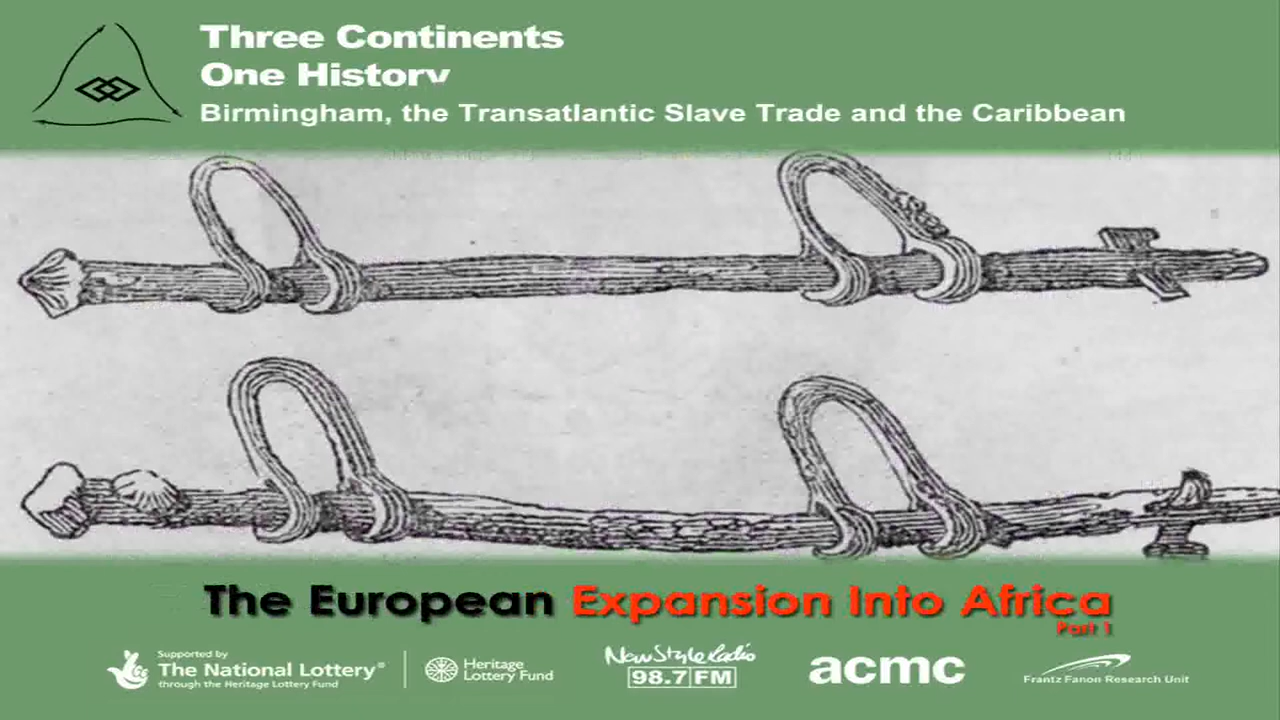 Three Continents
One History
Birmingham, the Transatlantic Slave Trade and the Caribbean
The European Expansion Into Africa
Part 1
Supported by
The National Lottery®
through the Heritage Lottery Fund
Heritage
Lottery Fund
New Style Radio
98.7 FM
acmc
Frantz Fanon Research Unit